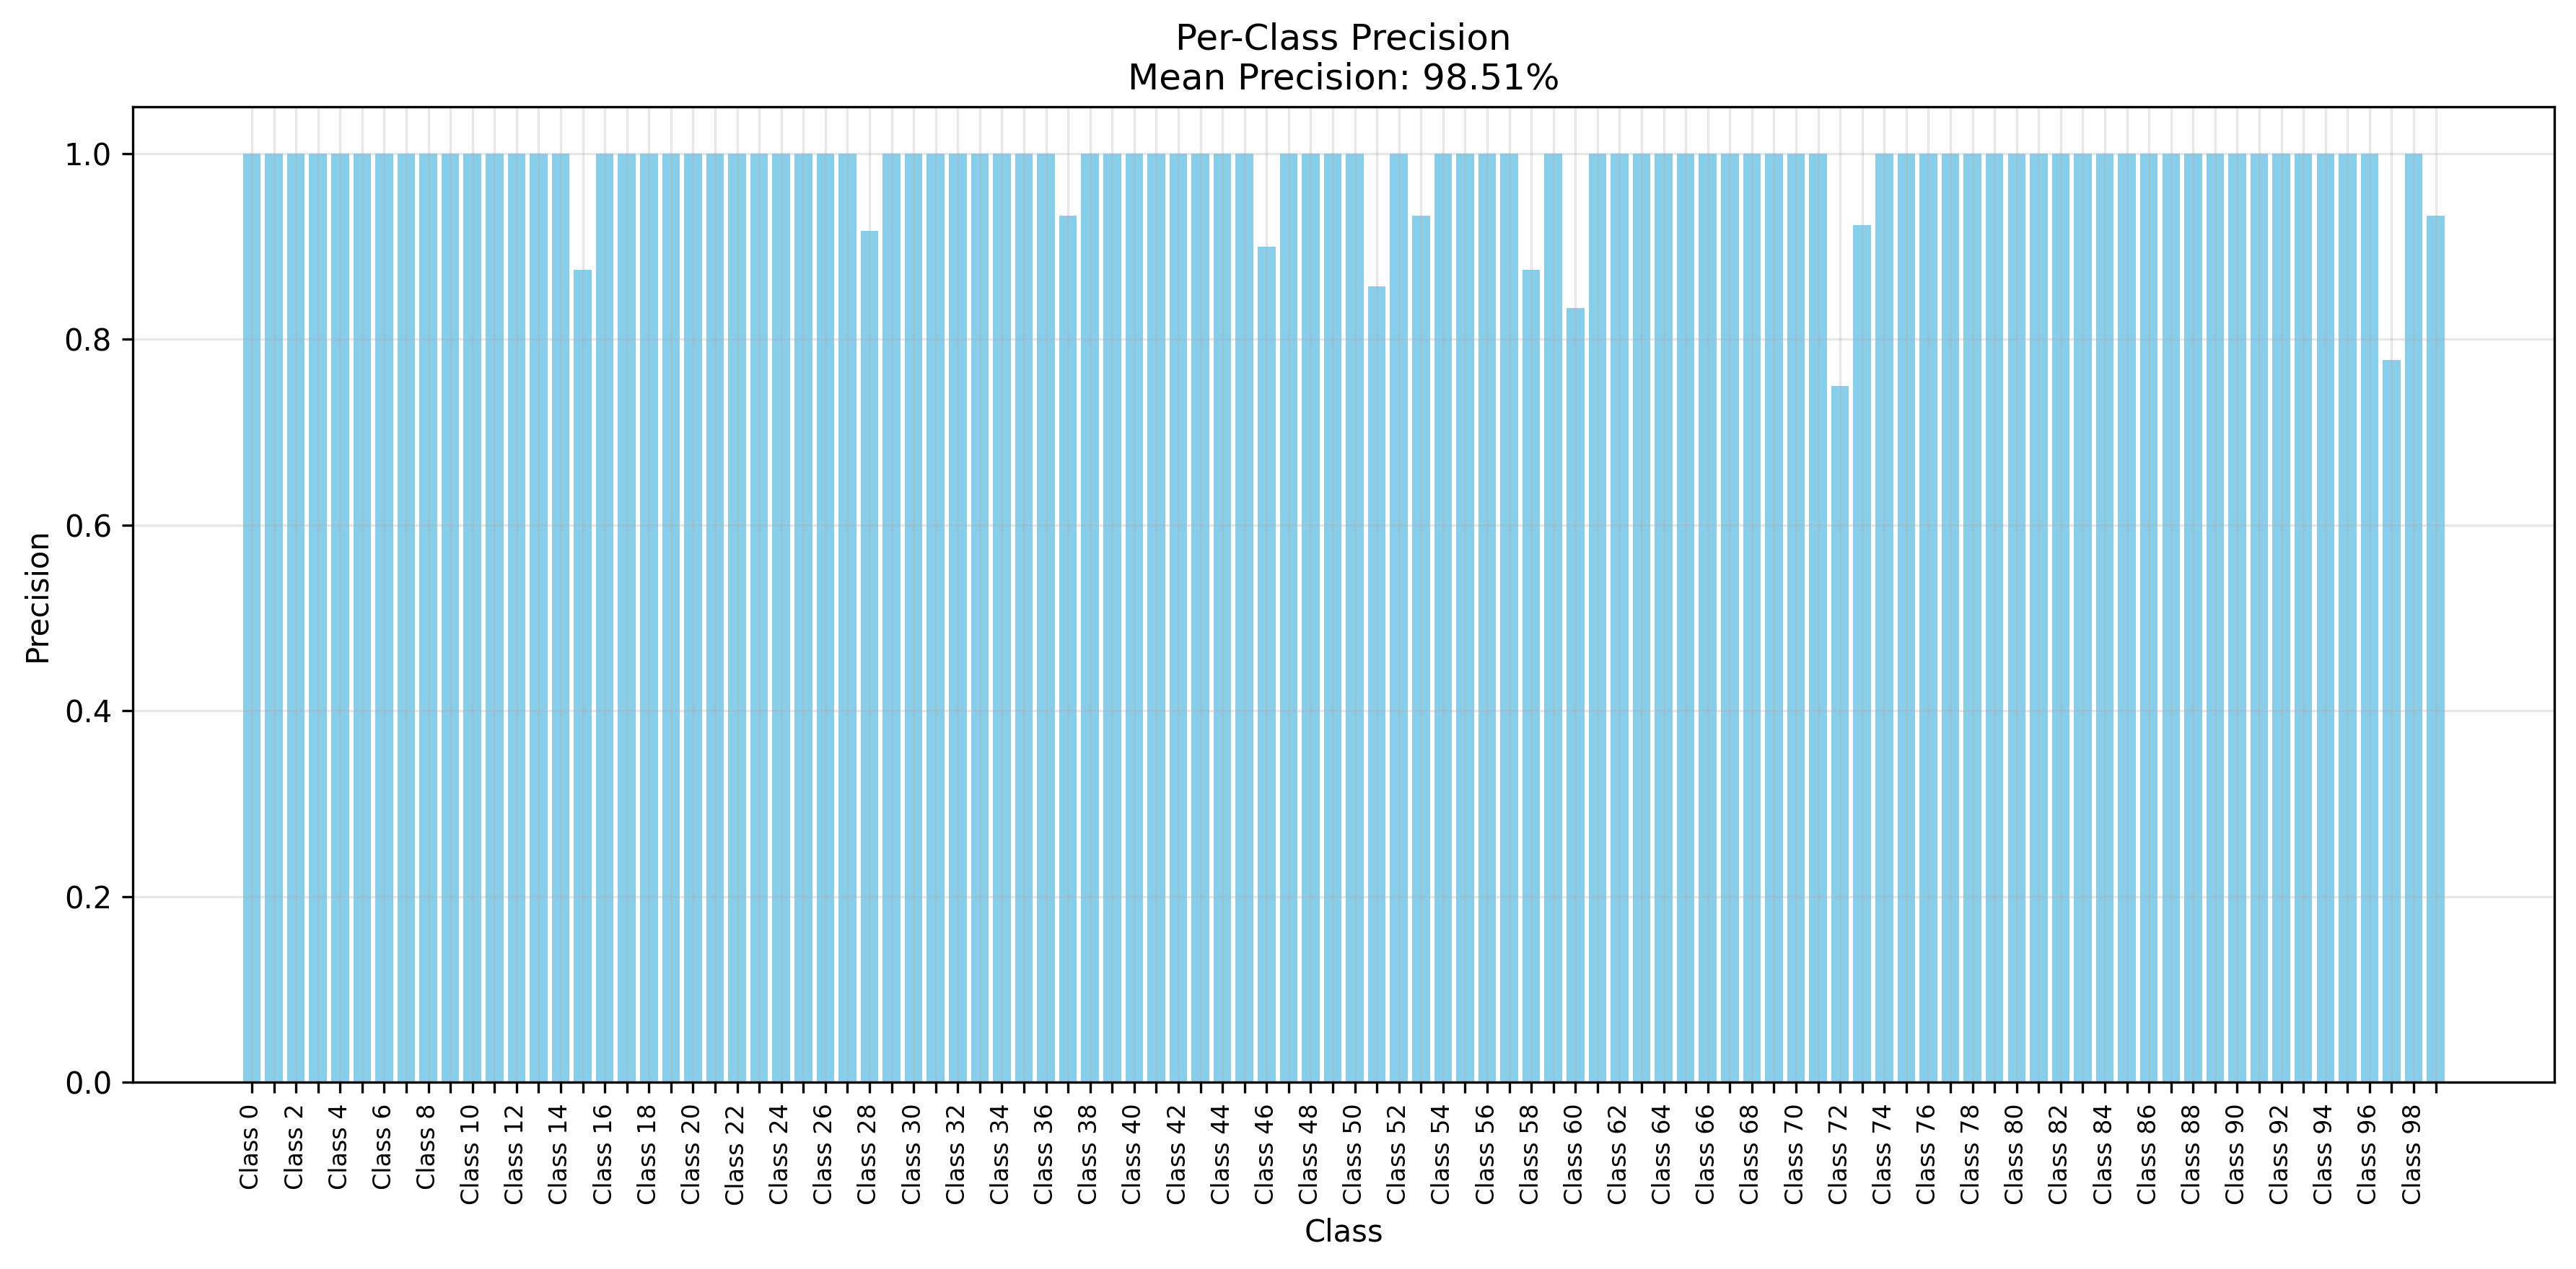 Per-Class Precision
Mean Precision: 98.51%
Precision
1.0
0.8
0.6
0.4
0.2
0.0
Class 0
Class 2
Class 4
Class 6
Class 8
Class 10
Class 12
Class 14
Class 16
Class 18
Class 20
Class 22
Class 24
Class 26
Class 28
Class 30
Class 32
Class 34
Class 36
Class 38
Class 40
Class 42
Class 44
Class 46
Class 48
Class 50
Class 52
Class 54
Class 56
Class 58
Class 60
Class 62
Class 64
Class 66
Class 68
Class 70
Class 72
Class 74
Class 76
Class 78
Class 80
Class 82
Class 84
Class 86
Class 88
Class 90
Class 92
Class 94
Class 96
Class 98
Class